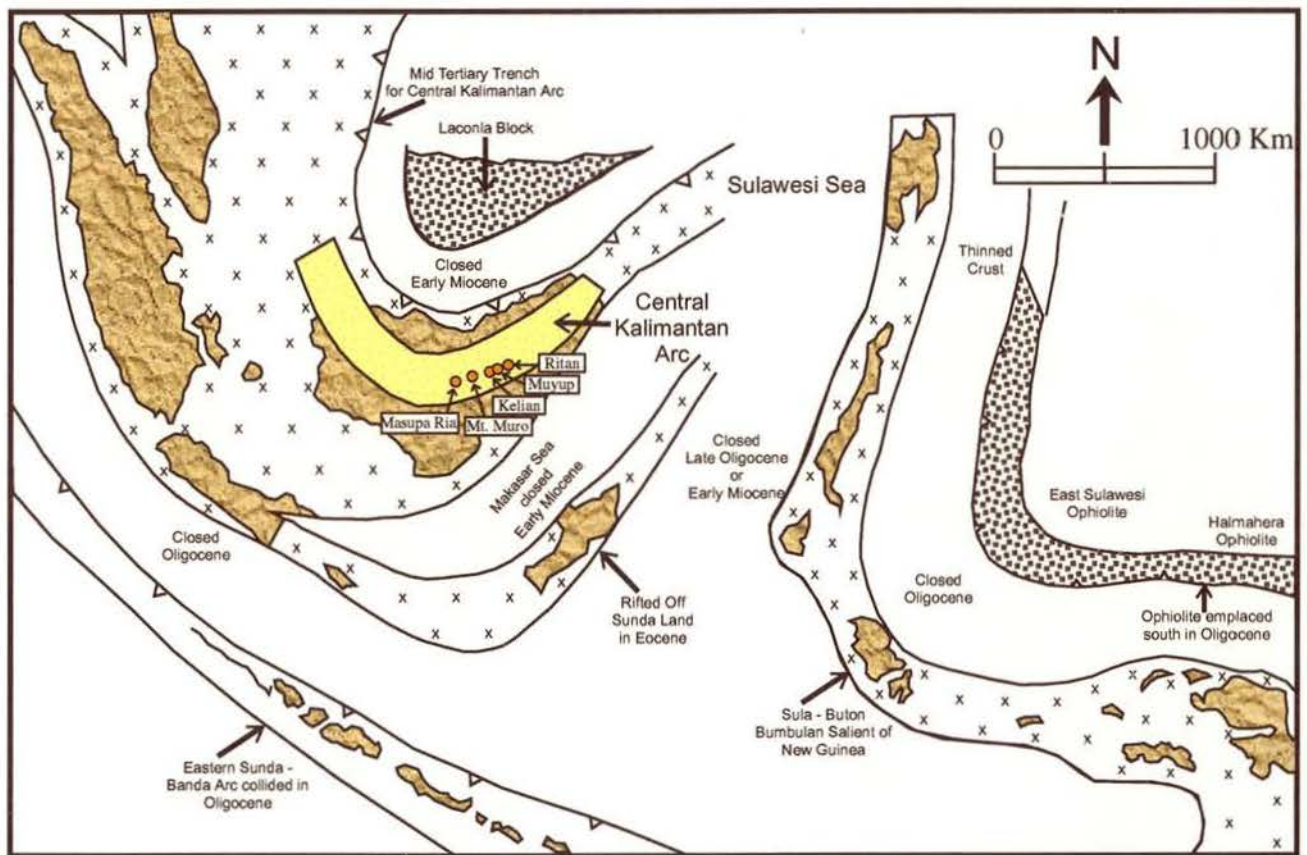 Mid Tertiary Trench
for Central Kalimantan Arc
Laconia Block
N
0 1000 Km
Sulawesi Sea
Thinned
Crust
Closed
Early Miocene
Central
Kalimantan
Arc
Ritan
Muyup
Kelian
Mt. Muro
Masupa Ria
Makasar Sea
closed
Early Miocene
Closed
Late Oligocene
or
Early Miocene
East Sulawesi
Ophiolite
Halmahera
Ophiolite
Closed
Oligocene
Closed
Oligocene
Rifted Off
Sunda Land
in Eocene
Ophiolite emplaced
south in Oligocene
Sula - Buton
Bumbulan Salient of
New Guinea
Eastern Sunda -
Banda Arc collided in
Oligocene